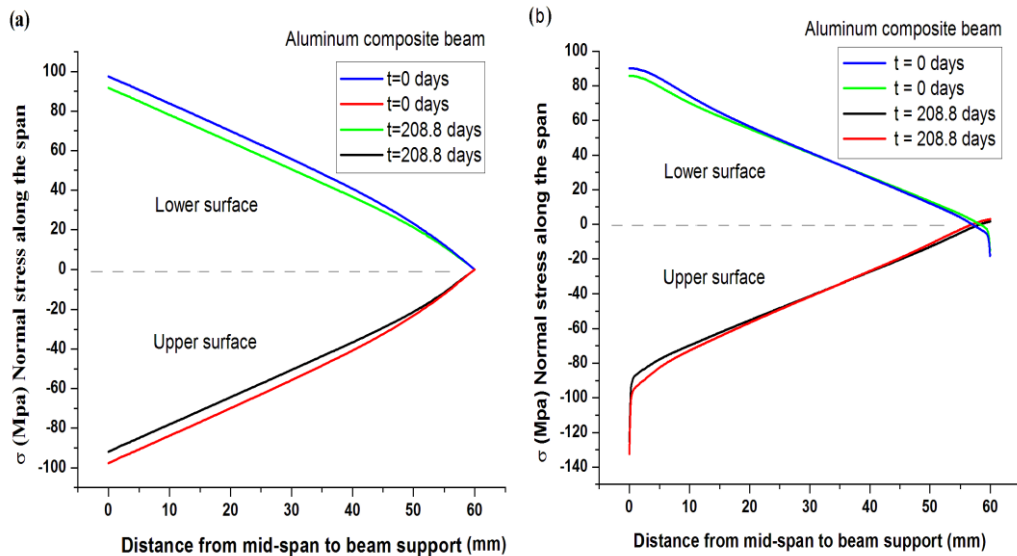 (a)
Aluminum composite beam
t=0 days
t=0 days
t=208.8 days
t=208.8 days
Lower surface
Upper surface
σ (Mpa) Normal stress along the span
100
80
60
40
20
0
-20
-40
-60
-80
-100
0 10 20 30 40 50 60
Distance from mid-span to beam support (mm)
(b)
Aluminum composite beam
t = 0 days
t = 0 days
t = 208.8 days
t = 208.8 days
Lower surface
Upper surface
σ (Mpa) Normal stress along the span
100
80
60
40
20
0
-20
-40
-60
-80
-100
-120
-140
0 10 20 30 40 50 60
Distance from mid-span to beam support (mm)